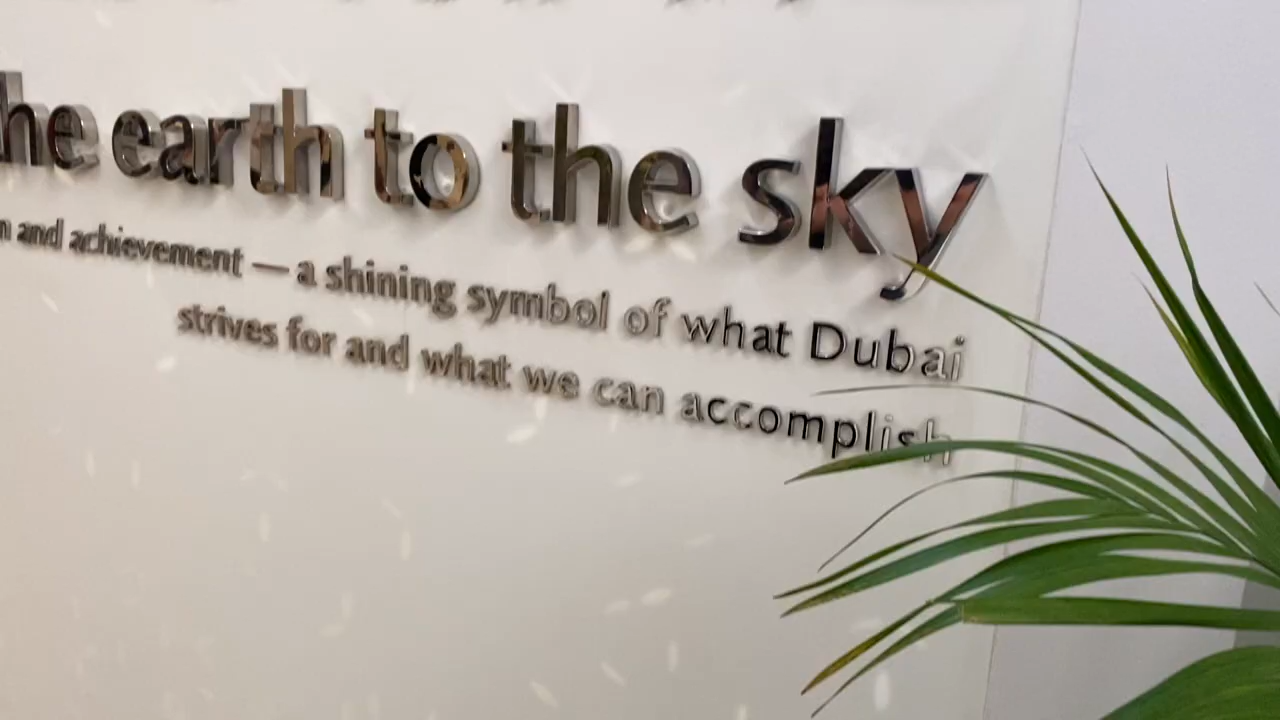 he earth to the sky
n and achievement — a shining symbol of what Dubai
strives for and what we can accomplish